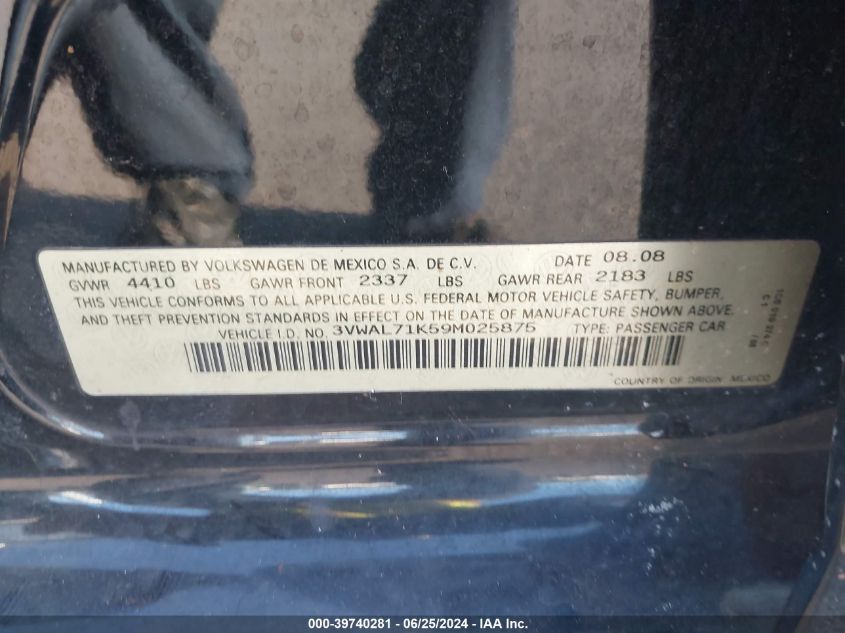 MANUFACTURED BY VOLKSWAGEN DE MEXICO S.A. DE C.V. DATE 08.08
GVWR 4410 LBS GAWR FRONT 2337 LBS GAWR REAR 2183 LBS
THIS VEHICLE CONFORMS TO ALL APPLICABLE U.S. FEDERAL MOTOR VEHICLE SAFETY, BUMPER,
AND THEFT PREVENTION STANDARDS IN EFFECT ON THE DATE OF MANUFACTURE SHOWN ABOVE.
VEHICLE I.D. NO. 3VWAL71K59M025875 TYPE: PASSENGER CAR
COUNTRY OF ORIGIN: MEXICO
000-39740281 - 06/25/2024 - IAA Inc.